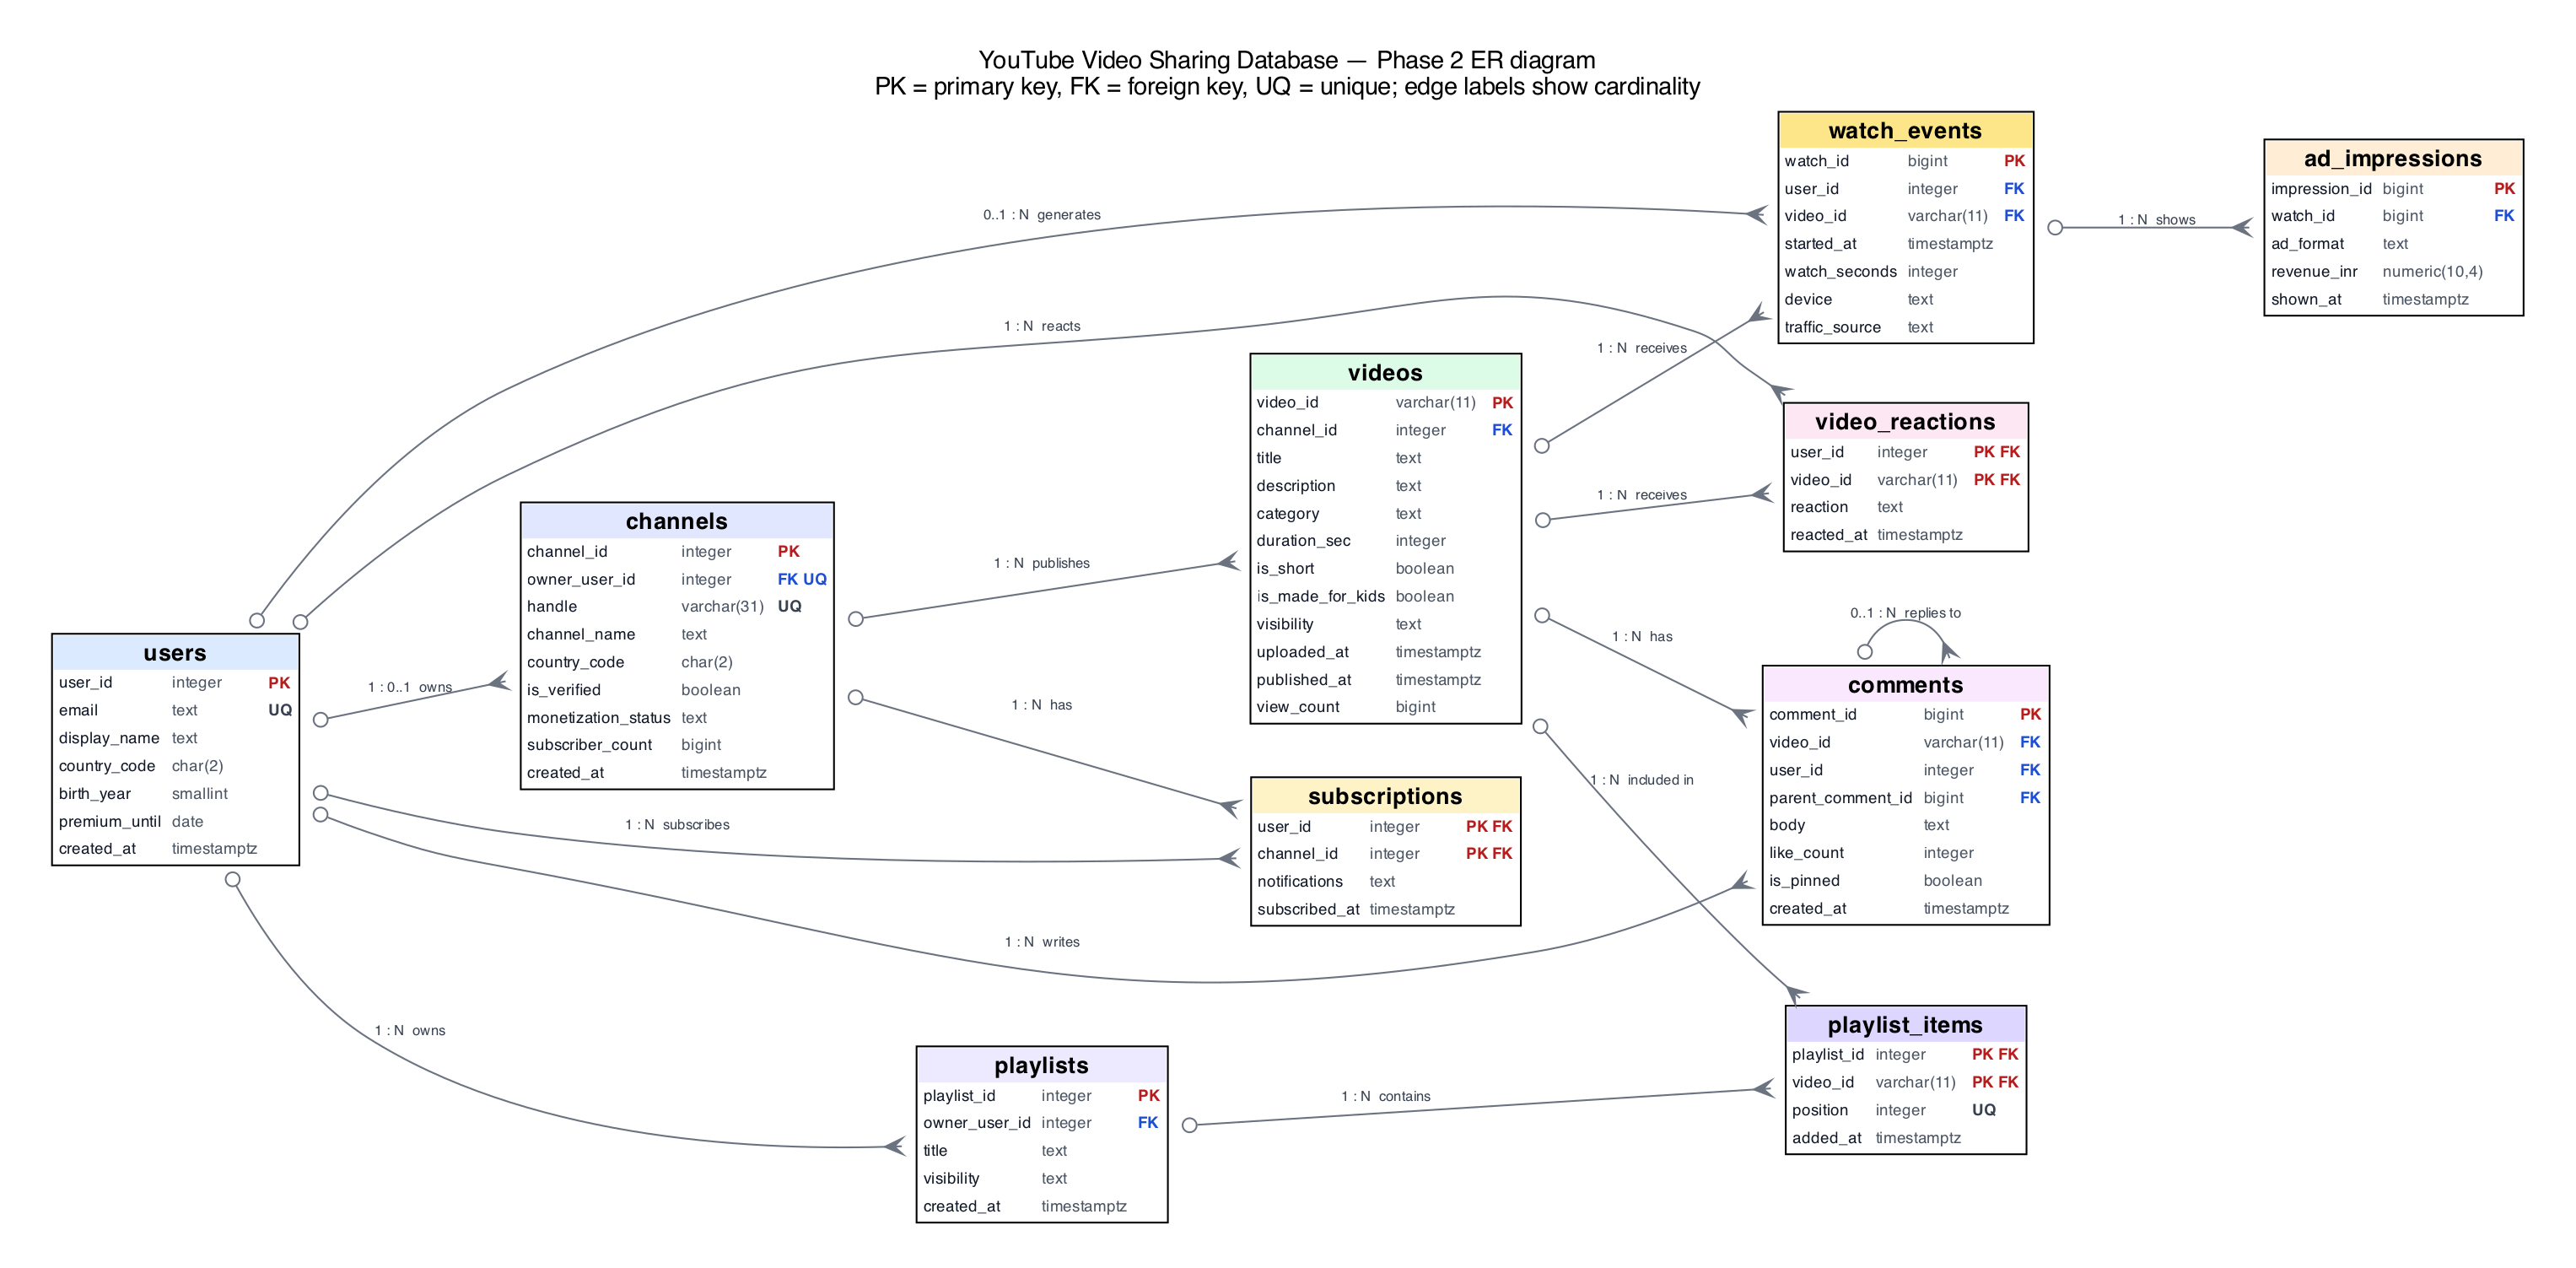 YouTube Video Sharing Database — Phase 2 ER diagram
PK = primary key, FK = foreign key, UQ = unique; edge labels show cardinality
users
user_id integer PK
email text UQ
display_name text
country_code char(2)
birth_year smallint
premium_until date
created_at timestamptz
0..1 : N generates
1 : N reacts
1 : 0..1 owns
1 : N subscribes
1 : N writes
1 : N owns
channels
channel_id integer PK
owner_user_id integer FK UQ
handle varchar(31) UQ
channel_name text
country_code char(2)
is_verified boolean
monetization_status text
subscriber_count bigint
created_at timestamptz
1 : N publishes
1 : N has
playlists
playlist_id integer PK
owner_user_id integer FK
title text
visibility text
created_at timestamptz
1 : N contains
videos
video_id varchar(11) PK
channel_id integer FK
title text
description text
category text
duration_sec integer
is_short boolean
is_made_for_kids boolean
visibility text
uploaded_at timestamptz
published_at timestamptz
view_count bigint
1 : N receives
1 : N receives
1 : N has
1 : N included in
subscriptions
user_id integer PK FK
channel_id integer PK FK
notifications text
subscribed_at timestamptz
watch_events
watch_id bigint PK
user_id integer FK
video_id varchar(11) FK
started_at timestamptz
watch_seconds integer
device text
traffic_source text
1 : N shows
ad_impressions
impression_id bigint PK
watch_id bigint FK
ad_format text
revenue_inr numeric(10,4)
shown_at timestamptz
video_reactions
user_id integer PK FK
video_id varchar(11) PK FK
reaction text
reacted_at timestamptz
0..1 : N replies to
comments
comment_id bigint PK
video_id varchar(11) FK
user_id integer FK
parent_comment_id bigint FK
body text
like_count integer
is_pinned boolean
created_at timestamptz
playlist_items
playlist_id integer PK FK
video_id varchar(11) PK FK
position integer UQ
added_at timestamptz